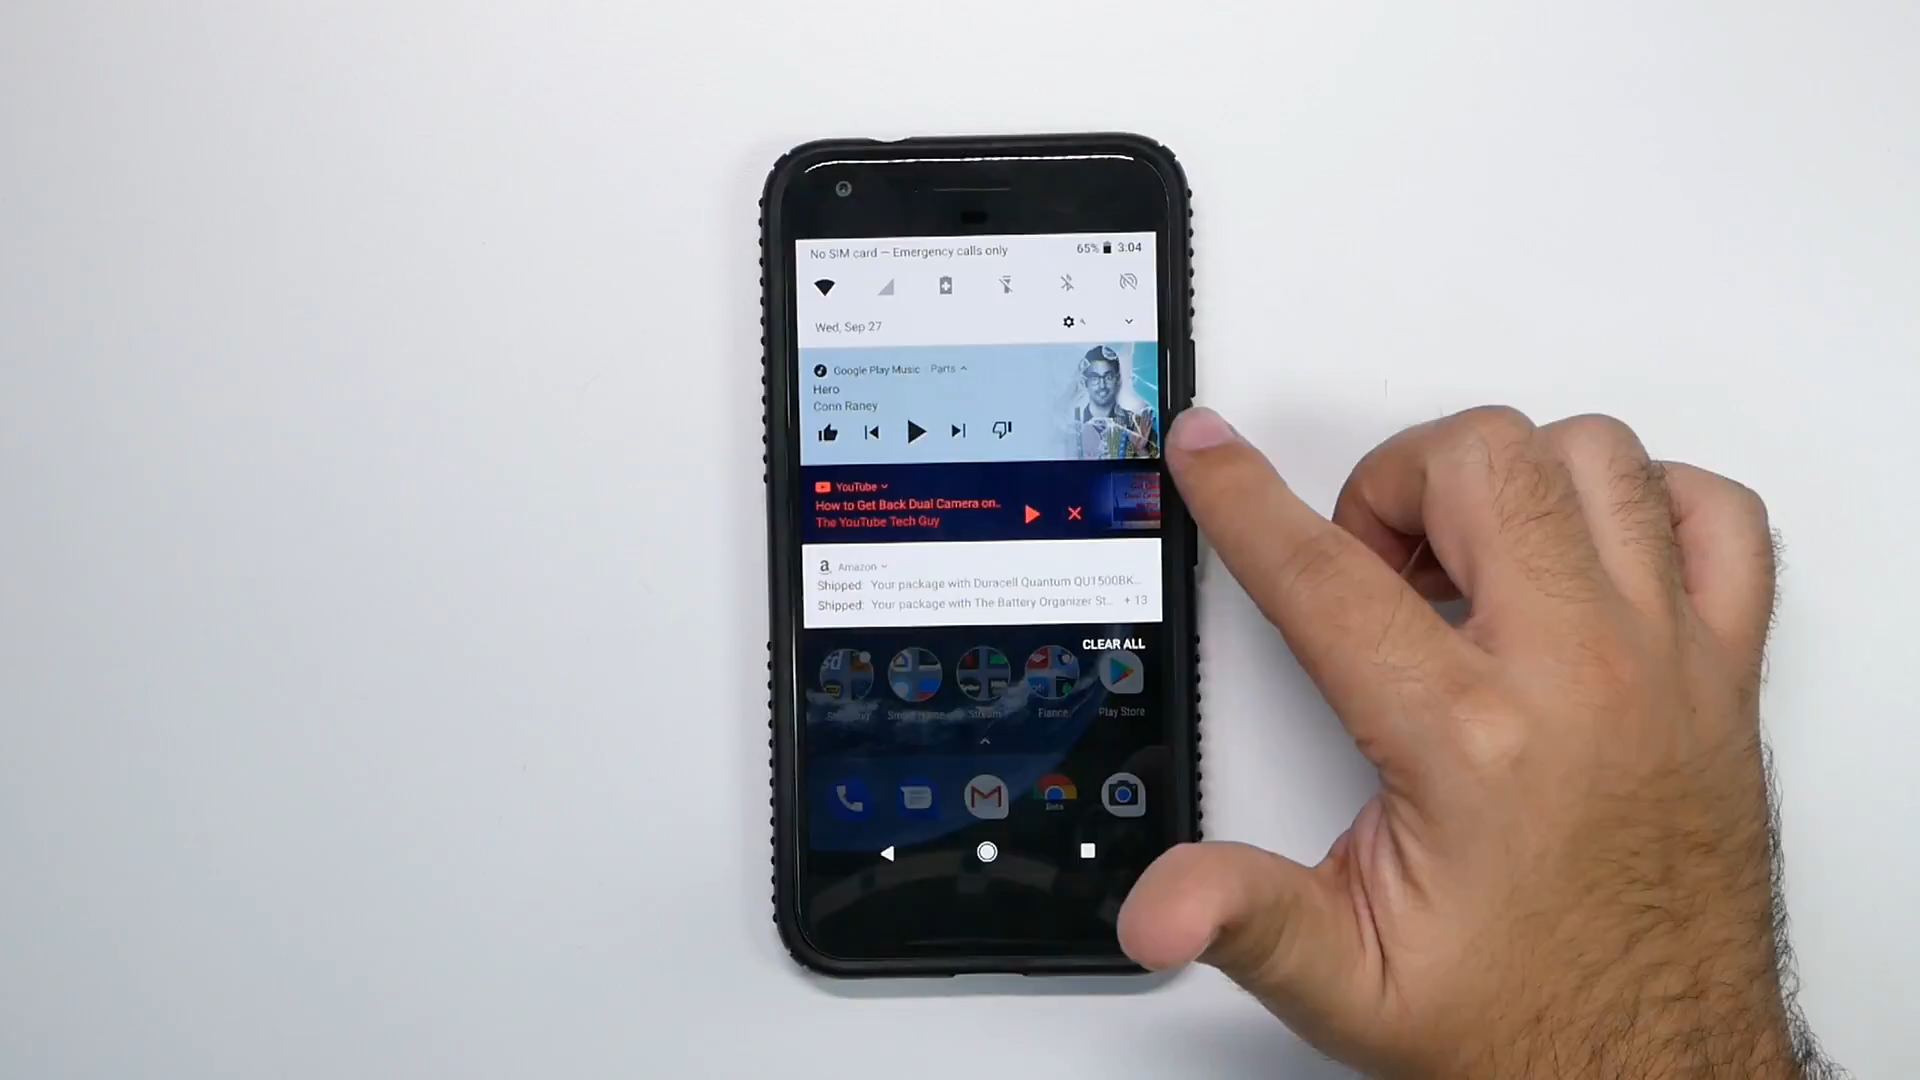 No SIM card — Emergency calls only 65% 3:04
Wed, Sep 27
Google Play Music Parts
Hero
Conn Raney
YouTube
How to Get Back Dual Camera on..
The YouTube Tech Guy
a Amazon
Shipped: Your package with Duracell Quantum QU1500BK...
Shipped: Your package with The Battery Organizer St... + 13
CLEAR ALL
Stream Fiance Play Store
Beta